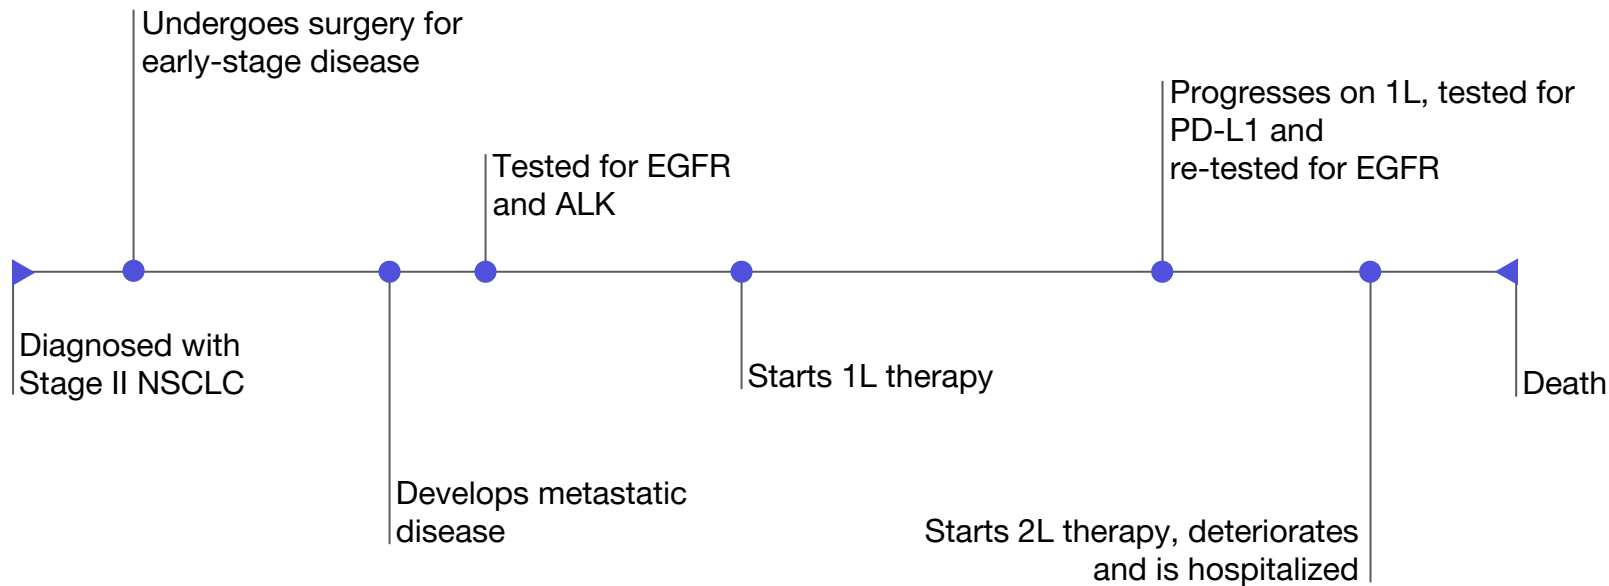 Undergoes surgery for
early-stage disease
Progresses on 1L, tested for
PD-L1 and
re-tested for EGFR
Tested for EGFR
and ALK
Diagnosed with
Stage II NSCLC
Starts 1L therapy
Death
Develops metastatic
disease
Starts 2L therapy, deteriorates
and is hospitalized